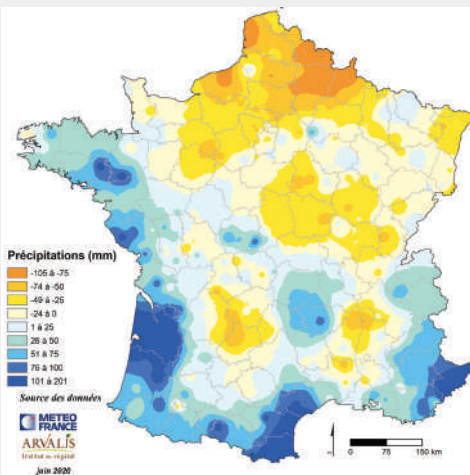 Précipitations (mm)
-105 à -75
-74 à -50
-49 à -25
-24 à 0
1 à 25
26 à 50
51 à 75
76 à 100
101 à 201
Source des données
METEO
FRANCE
ARVALIS
Institut du végétal
juin 2020
0 75 150 km